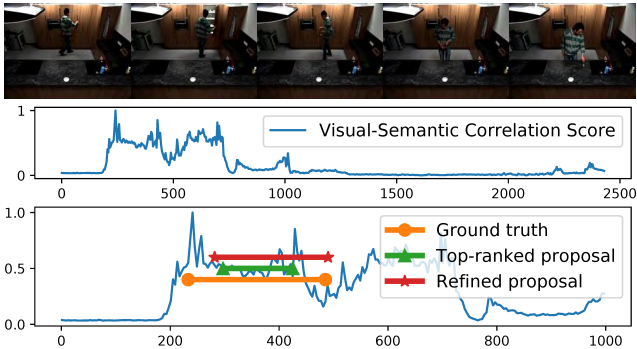 1
Visual-Semantic Correlation Score
0
0 500 1000 1500 2000 2500
1.0
Ground truth
Top-ranked proposal
0.5
Refined proposal
0.0
0 200 400 600 800 1000